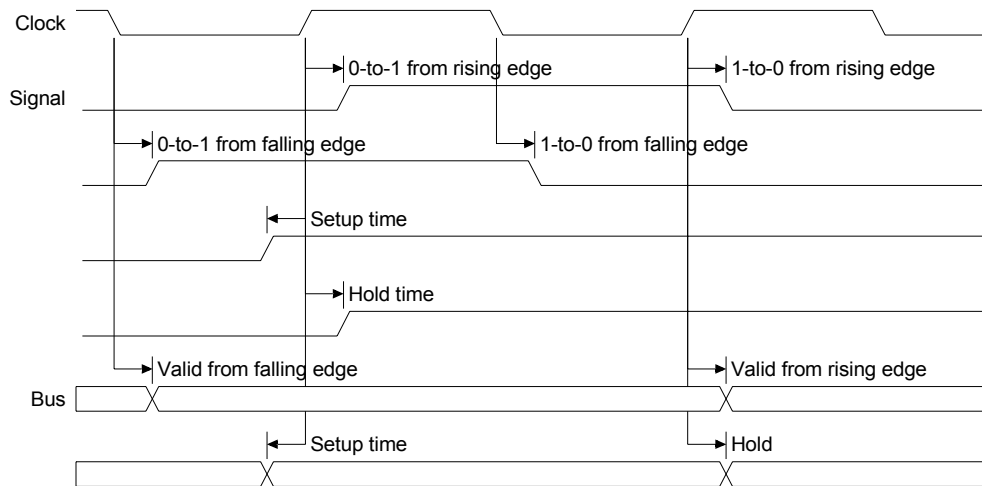 Clock
0-to-1 from rising edge
1-to-0 from rising edge
Signal
0-to-1 from falling edge
1-to-0 from falling edge
Setup time
Hold time
Valid from falling edge
Valid from rising edge
Bus
Setup time
Hold